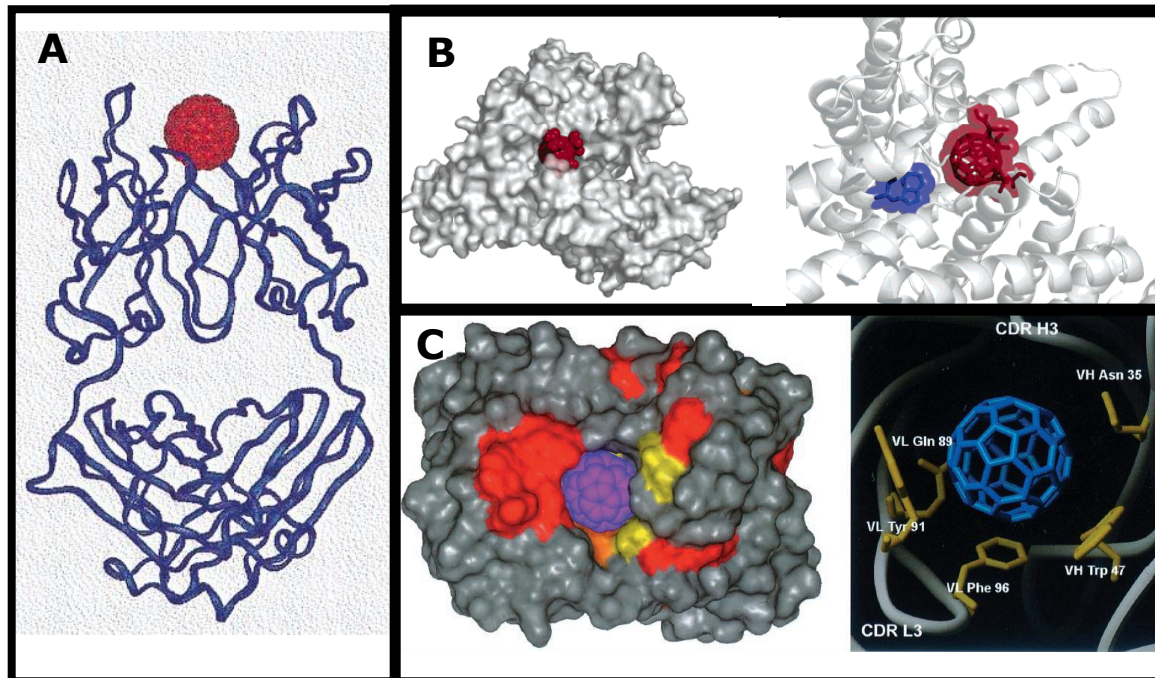 A
B
C
CDR H3
VH Asn 35
VL Gln 89
VL Tyr 91
VL Phe 96
VH Trp 47
CDR L3